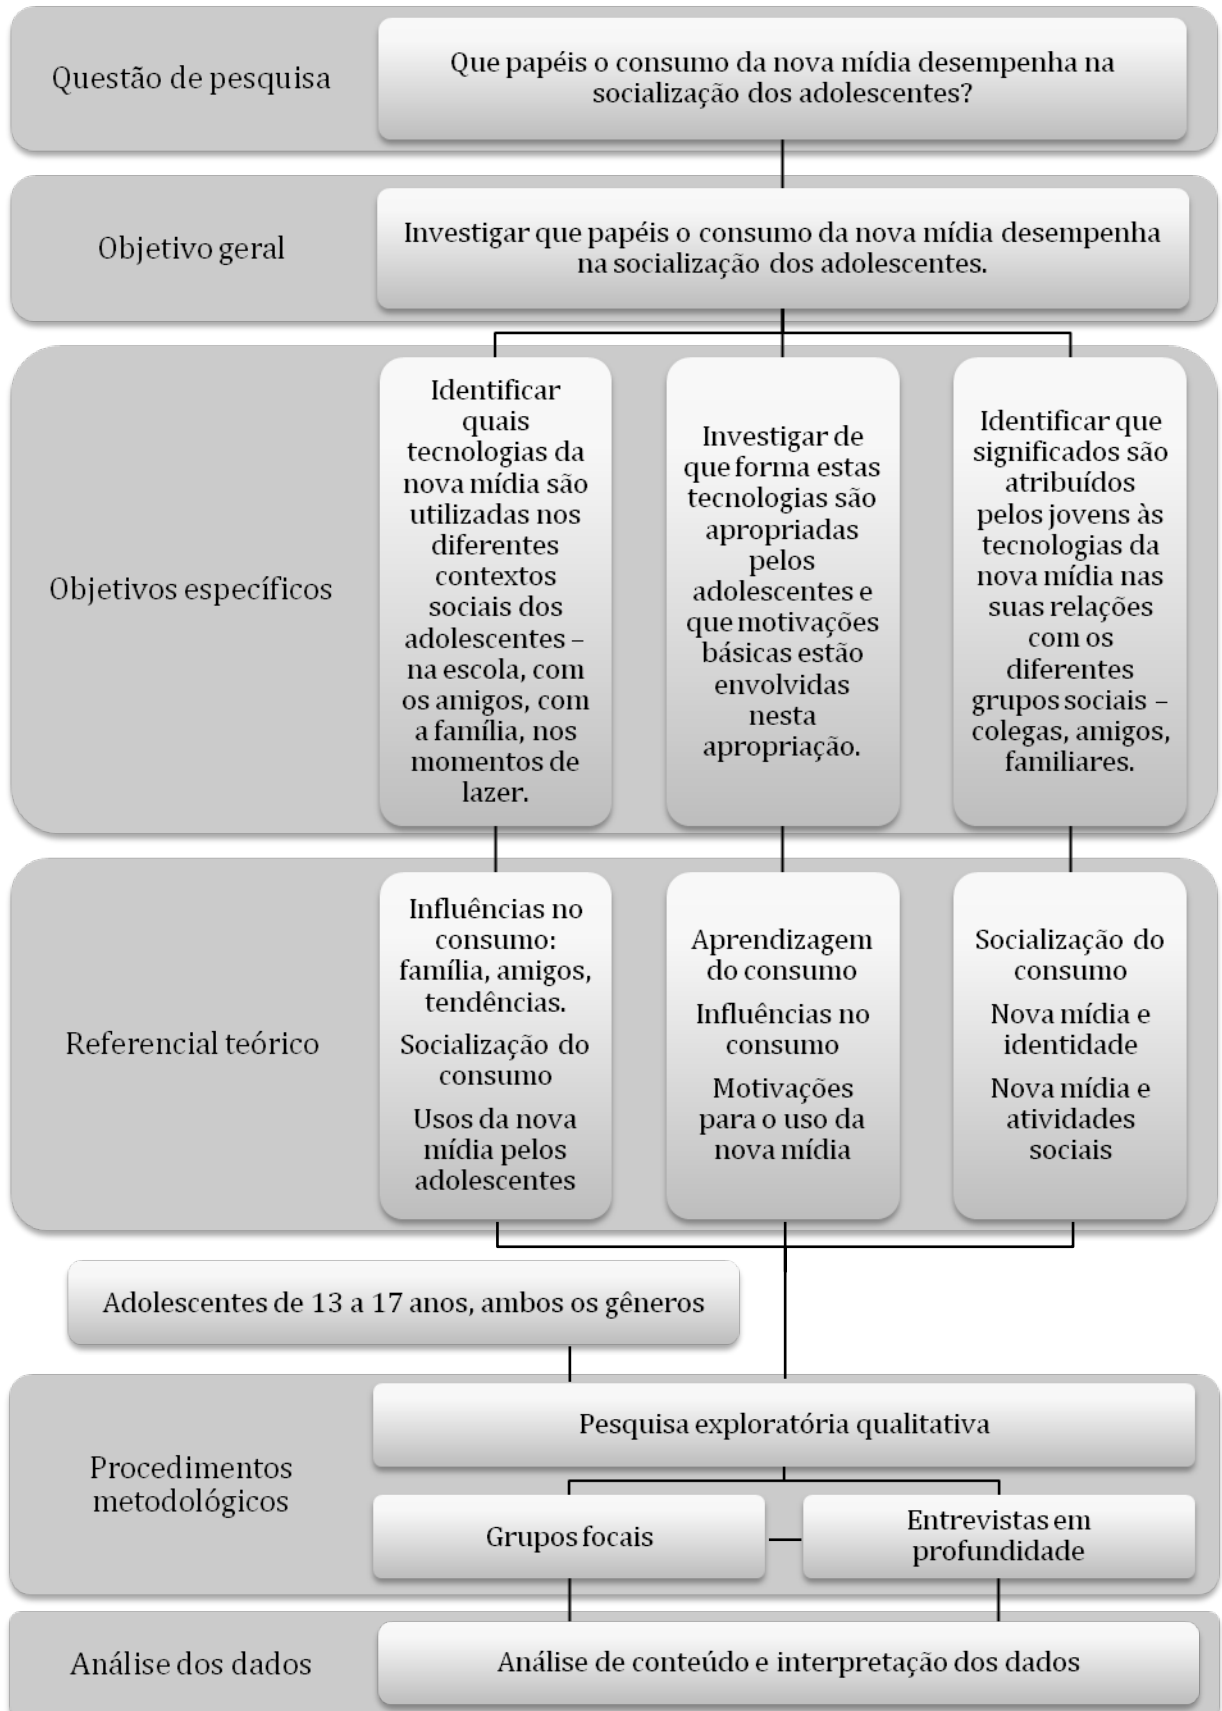 Questão de pesquisa
Que papéis o consumo da nova mídia desempenha na
socialização dos adolescentes?
Objetivo geral
Investigar que papéis o consumo da nova mídia desempenha
na socialização dos adolescentes.
Objetivos específicos
Identificar
quais
tecnologias da
nova mídia são
utilizadas nos
diferentes
contextos
sociais dos
adolescentes –
na escola, com
os amigos, com
a família, nos
momentos de
lazer.
Investigar de
que forma estas
tecnologias são
apropriadas
pelos
adolescentes e
que motivações
básicas estão
envolvidas
nesta
apropriação.
Identificar que
significados são
atribuídos
pelos jovens às
tecnologias da
nova mídia nas
suas relações
com os
diferentes
grupos sociais –
colegas, amigos,
familiares.
Referencial teórico
Influências no
consumo:
família, amigos,
tendências.
Socialização do
consumo
Usos da nova
mídia pelos
adolescentes
Aprendizagem
do consumo
Influências no
consumo
Motivações
para o uso da
nova mídia
Socialização do
consumo
Nova mídia e
identidade
Nova mídia e
atividades
sociais
Adolescentes de 13 a 17 anos, ambos os gêneros
Procedimentos
metodológicos
Pesquisa exploratória qualitativa
Grupos focais
Entrevistas em
profundidade
Análise dos dados
Análise de conteúdo e interpretação dos dados